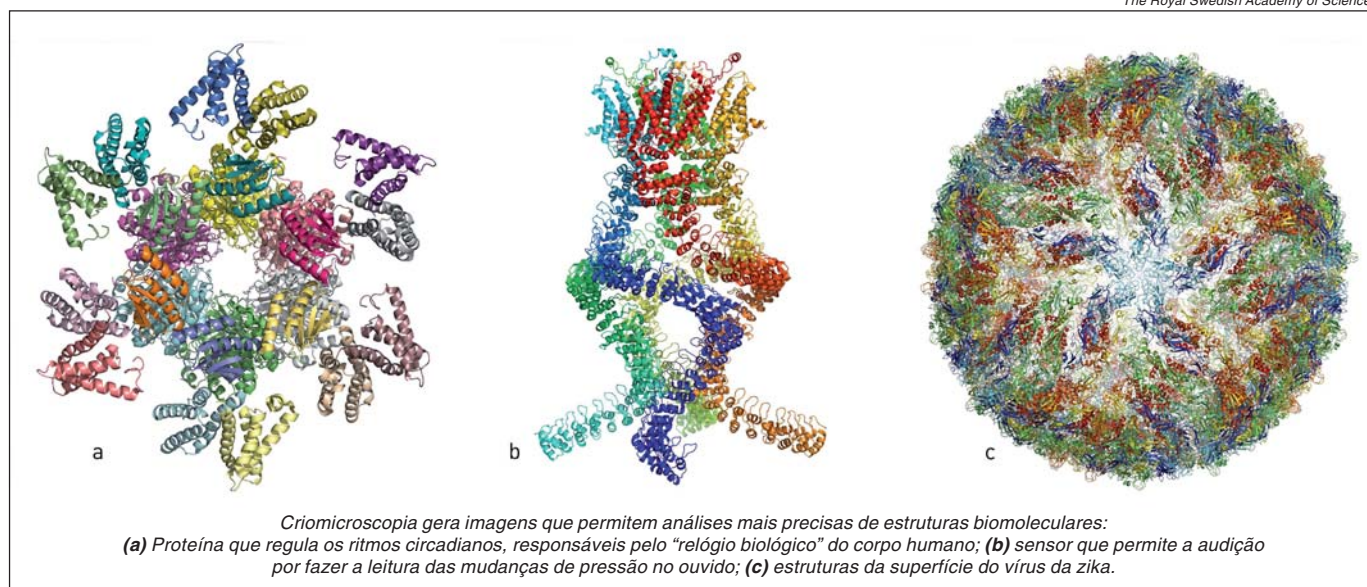 The Royal Swedish Academy of Science
a
b
c
Criomicroscopia gera imagens que permitem análises mais precisas de estruturas biomoleculares:
(a) Proteína que regula os ritmos circadianos, responsáveis pelo “relógio biológico” do corpo humano; (b) sensor que permite a audição
por fazer a leitura das mudanças de pressão no ouvido; (c) estruturas da superfície do vírus da zika.